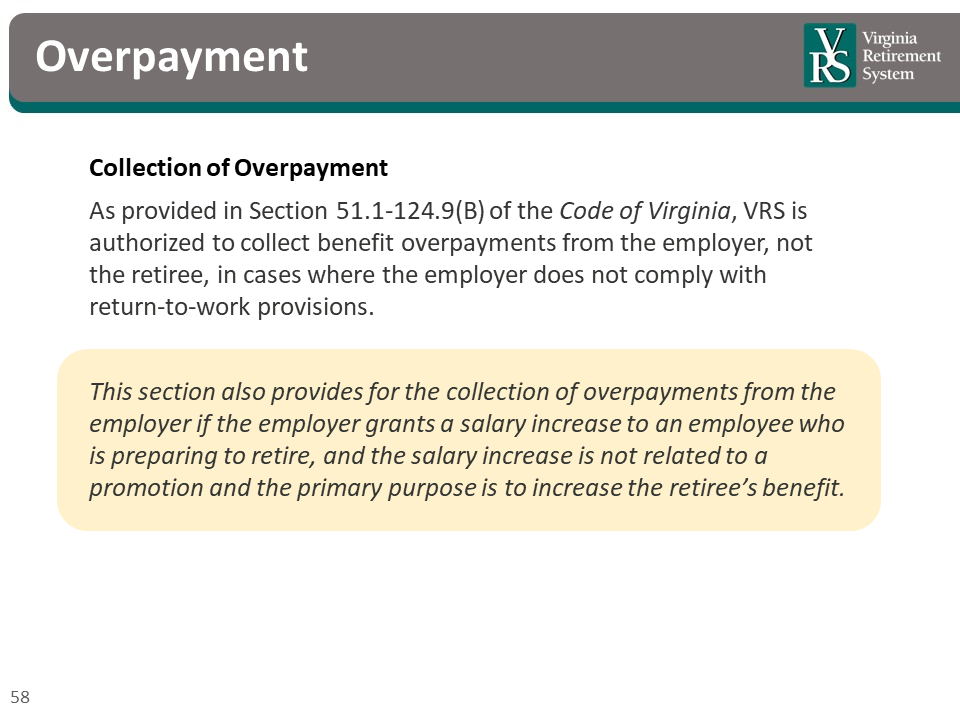 Overpayment
VRS
Virginia
Retirement
System
Collection of Overpayment
As provided in Section 51.1-124.9(B) of the Code of Virginia, VRS is
authorized to collect benefit overpayments from the employer, not
the retiree, in cases where the employer does not comply with
return-to-work provisions.
This section also provides for the collection of overpayments from the
employer if the employer grants a salary increase to an employee who
is preparing to retire, and the salary increase is not related to a
promotion and the primary purpose is to increase the retiree’s benefit.
58